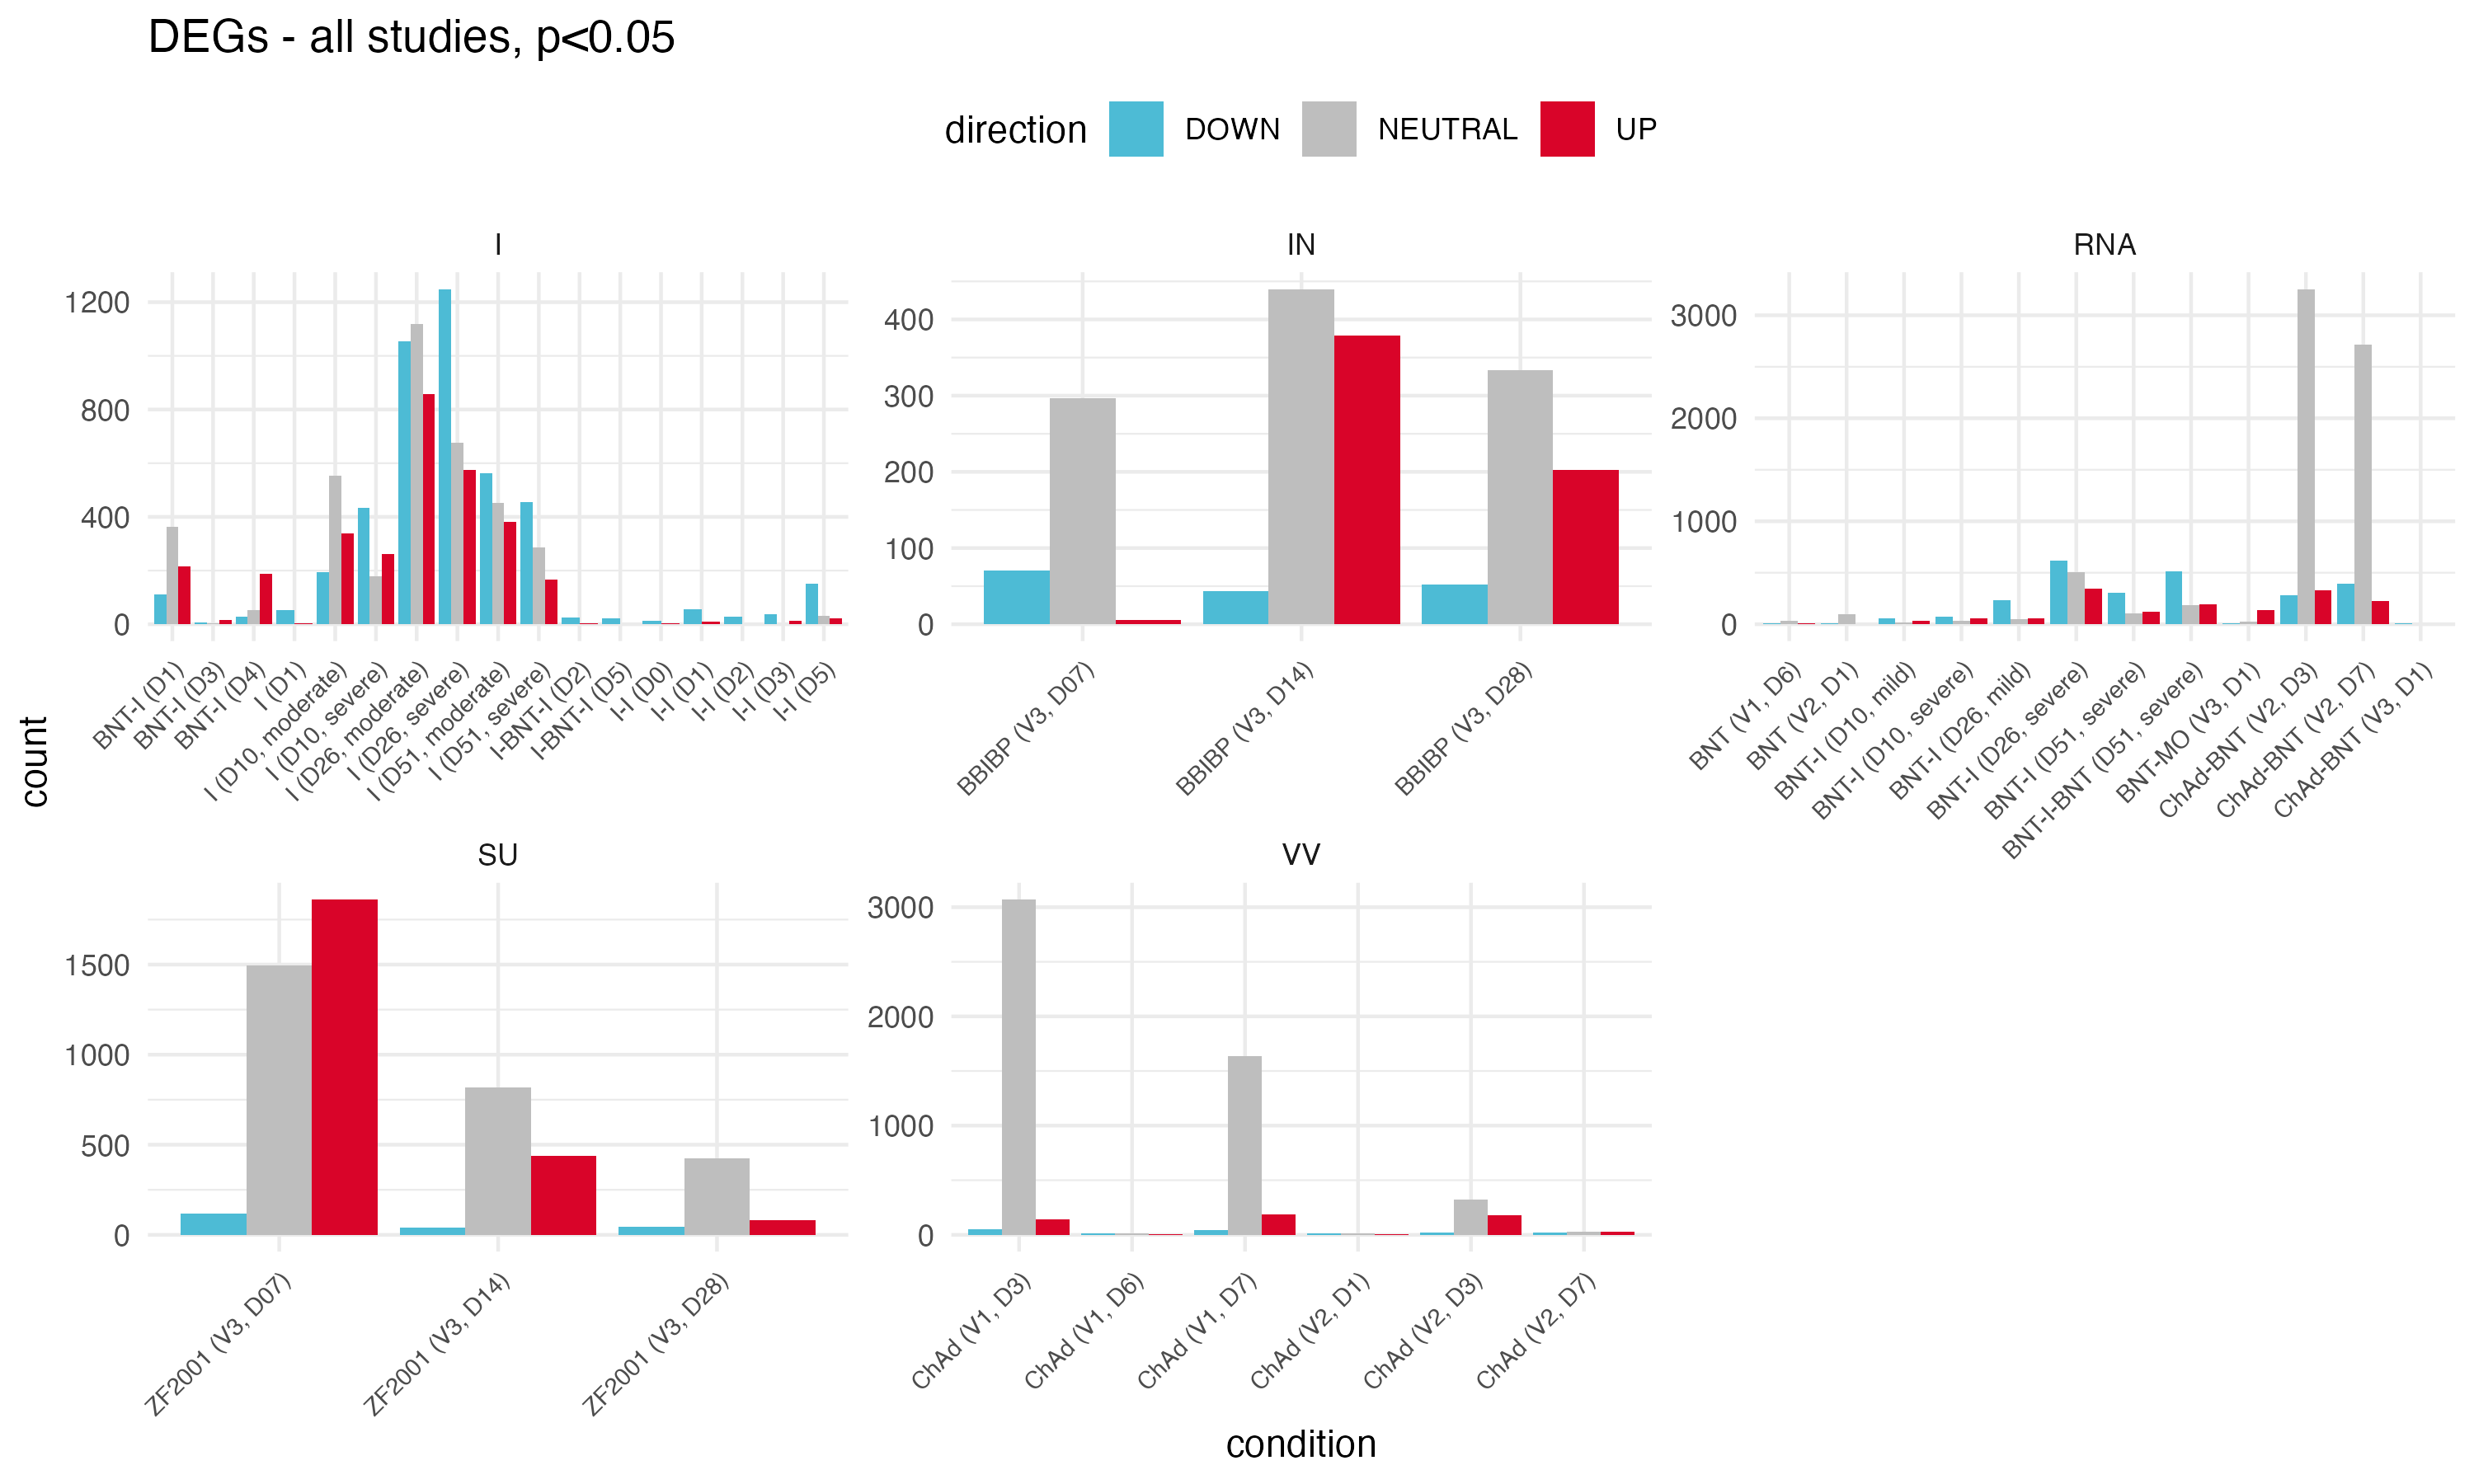 DEGs - all studies, p<0.05
direction DOWN NEUTRAL UP
I
IN
RNA
1200
800
400
0
400
300
200
100
0
3000
2000
1000
0
BNT-I (D1)
BNT-I (D3)
BNT-I (D4)
I (D1)
I (D10, moderate)
I (D10, severe)
I (D26, moderate)
I (D26, severe)
I (D51, moderate)
I (D51, severe)
I-BNT-I (D2)
I-BNT-I (D5)
I-I (D0)
I-I (D1)
I-I (D2)
I-I (D3)
I-I (D5)
BBIBP (V3, D07)
BBIBP (V3, D14)
BBIBP (V3, D28)
BNT (V1, D6)
BNT (V2, D1)
BNT-I (D10, mild)
BNT-I (D10, severe)
BNT-I (D26, mild)
BNT-I (D26, severe)
BNT-I (D51, severe)
BNT-I-BNT (D51, severe)
BNT-MO (V3, D1)
ChAd-BNT (V2, D3)
ChAd-BNT (V2, D7)
ChAd-BNT (V3, D1)
count
SU
VV
1500
1000
500
0
3000
2000
1000
0
ZF2001 (V3, D07)
ZF2001 (V3, D14)
ZF2001 (V3, D28)
ChAd (V1, D3)
ChAd (V1, D6)
ChAd (V1, D7)
ChAd (V2, D1)
ChAd (V2, D3)
ChAd (V2, D7)
condition